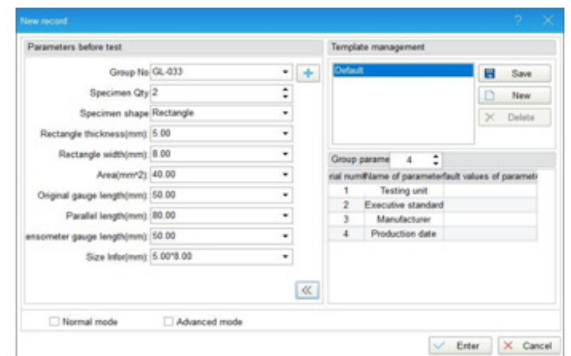 New record
Parameters before test
Group No GL-033
Specimen Qty 2
Specimen shape Rectangle
Rectangle thickness(mm): 5.00
Rectangle width(mm): 8.00
Area(mm^2): 40.00
Original gauge length(mm): 50.00
Parallel length(mm): 80.00
ensometer gauge length(mm): 50.00
Size Infor(mm): 5.00*8.00
Normal mode
Advanced mode
Template management
Default
Save
New
Delete
Group parame 4
rial num Name of parameter fault values of paramete
1 Testing unit
2 Executive standard
3 Manufacturer
4 Production date
Enter
Cancel